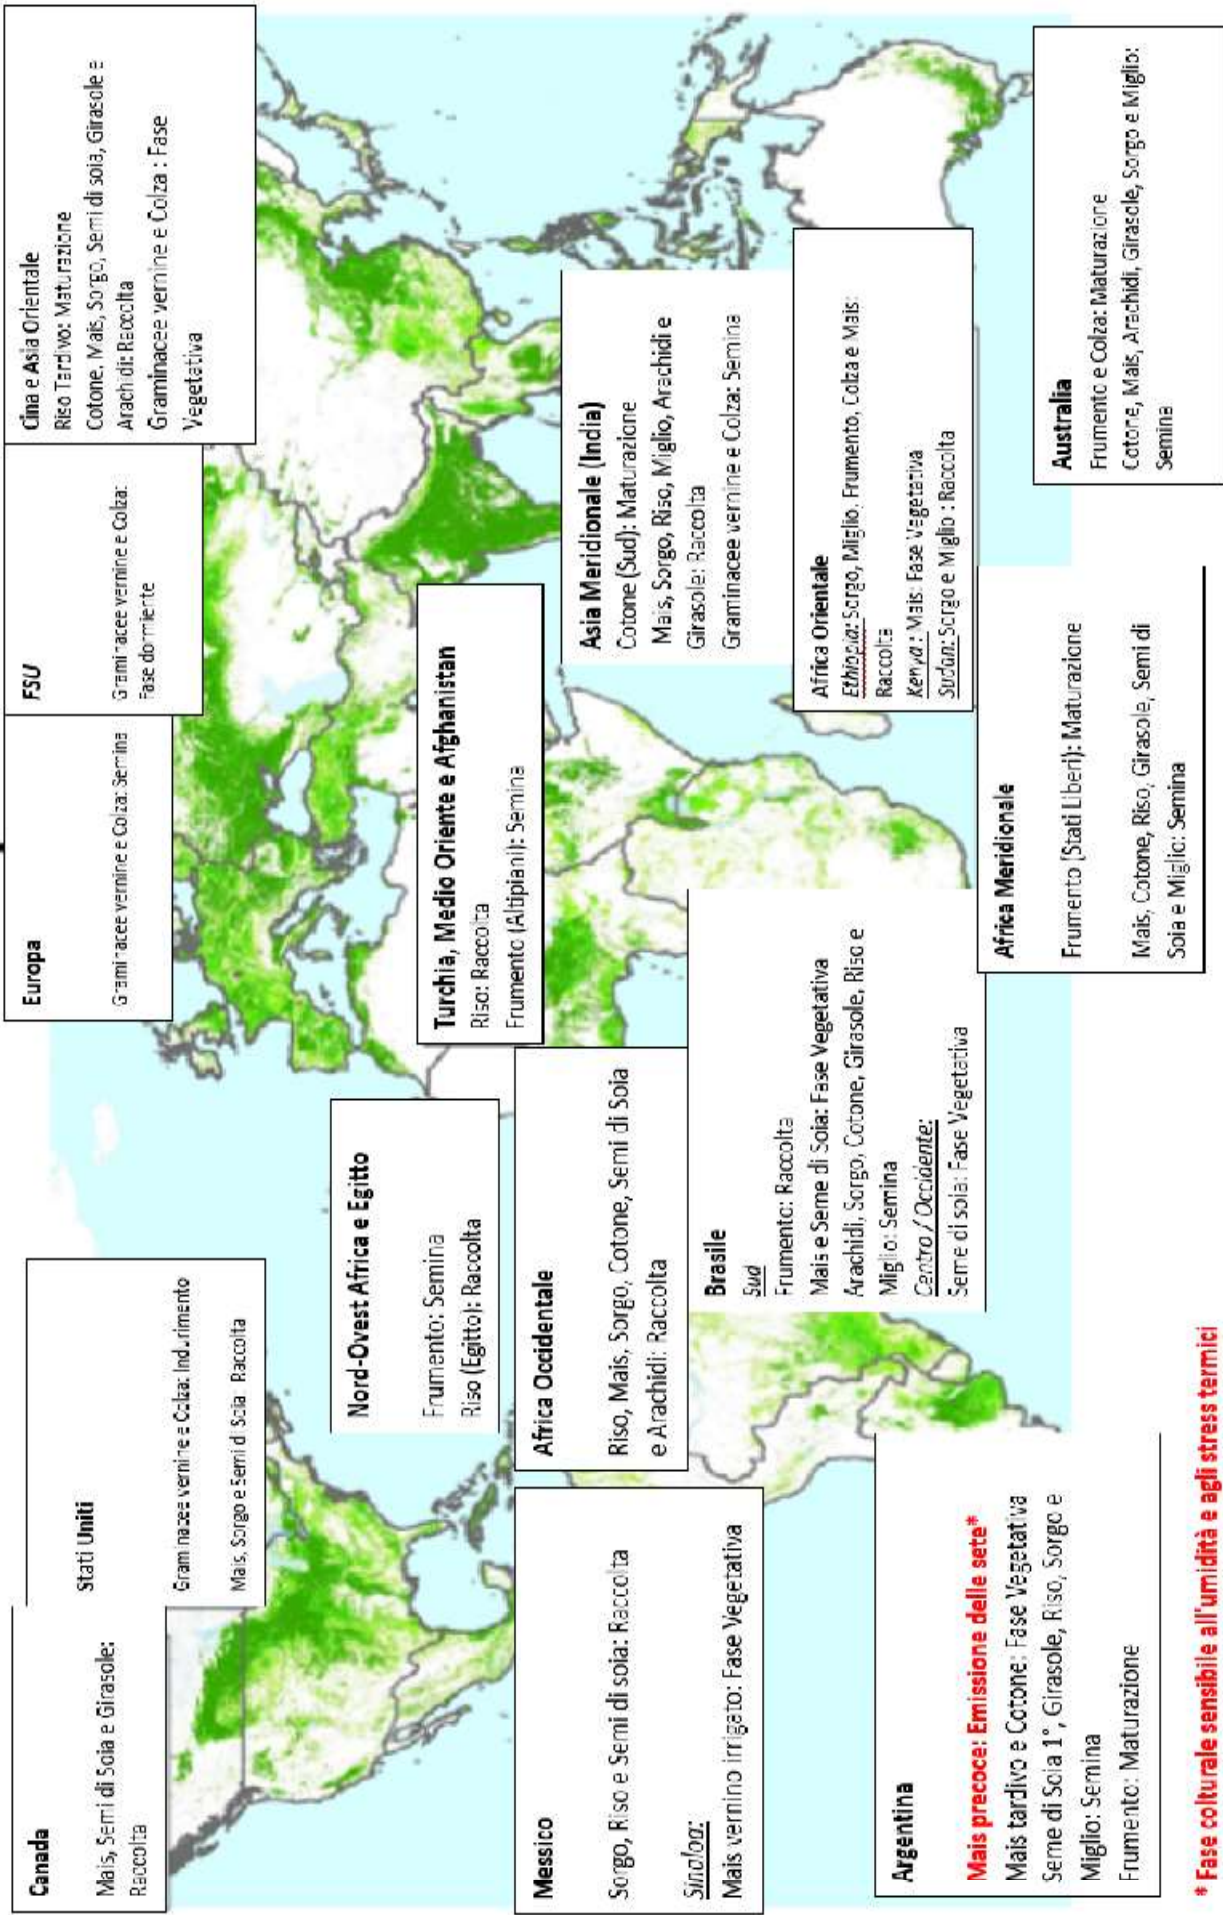 Canada
Mais, Semi di Soia e Girasole:
Raccolta
Stati Uniti
Graminacee vernine e Colza: Indurimento
Mais, Sorgo e Semi di Soia Raccolta
Europa
Graminacee vernine e Colza: Semina
FSU
Graminacee vernine e Colza:
Fase dormiente
Cina e Asia Orientale
Riso Tardivo: Maturazione
Cotone, Mais, Sorgo, Semi di soia, Girasole e
Arachidi: Raccolta
Graminacee vernine e Colza : Fase
Vegetativa
Nord-Ovest Africa e Egitto
Frumento: Semina
Riso (Egitto): Raccolta
Turchia, Medio Oriente e Afghanistan
Riso: Raccolta
Frumento (Altipiani): Semina
Messico
Sorgo, Riso e Semi di soia: Raccolta
Sinaloa:
Mais vernino irrigato: Fase Vegetativa
Africa Occidentale
Riso, Mais, Sorgo, Cotone, Semi di Soia
e Arachidi: Raccolta
Asia Meridionale (India)
Cotone (Sud): Maturazione
Mais, Sorgo, Riso, Miglio, Arachidi e
Girasole: Raccolta
Graminacee vernine e Colza: Semina
Brasile
Sud
Frumento: Raccolta
Mais e Seme di Soia: Fase Vegetativa
Arachidi, Sorgo, Cotone, Girasole, Riso e
Miglio: Semina
Centro / Occidente:
Seme di soia: Fase Vegetativa
Africa Orientale
Ethiopia: Sorgo, Miglio, Frumento, Colza e Mais:
Raccolta
Kenya : Mais: Fase Vegetativa
Sudan: Sorgo e Miglio : Raccolta
Argentina
Mais precoce: Emissione delle sete*
Mais tardivo e Cotone: Fase Vegetativa
Seme di Soia 1°, Girasole, Riso, Sorgo e
Miglio: Semina
Frumento: Maturazione
Africa Meridionale
Frumento (Stati Liberi): Maturazione
Mais, Cotone, Riso, Girasole, Semi di
Soia e Miglio: Semina
Australia
Frumento e Colza: Maturazione
Cotone, Mais, Arachidi, Girasole, Sorgo e Miglio:
Semina
* Fase colturale sensibile all'umidità e agli stress termici